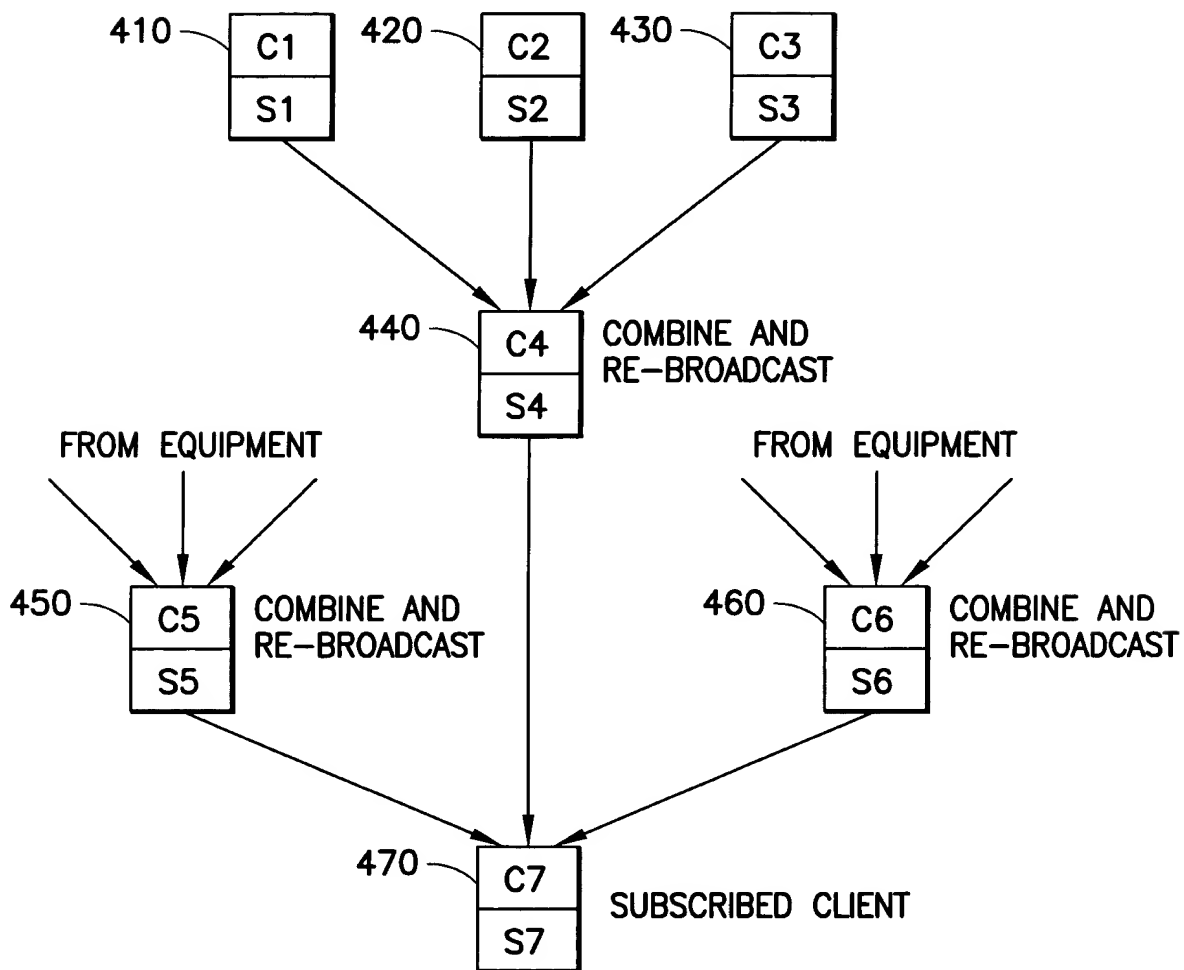 410
C1
S1
420
C2
S2
430
C3
S3
440
C4
S4
COMBINE AND
RE-BROADCAST
FROM EQUIPMENT
FROM EQUIPMENT
450
C5
S5
COMBINE AND
RE-BROADCAST
460
C6
S6
COMBINE AND
RE-BROADCAST
470
C7
S7
SUBSCRIBED CLIENT